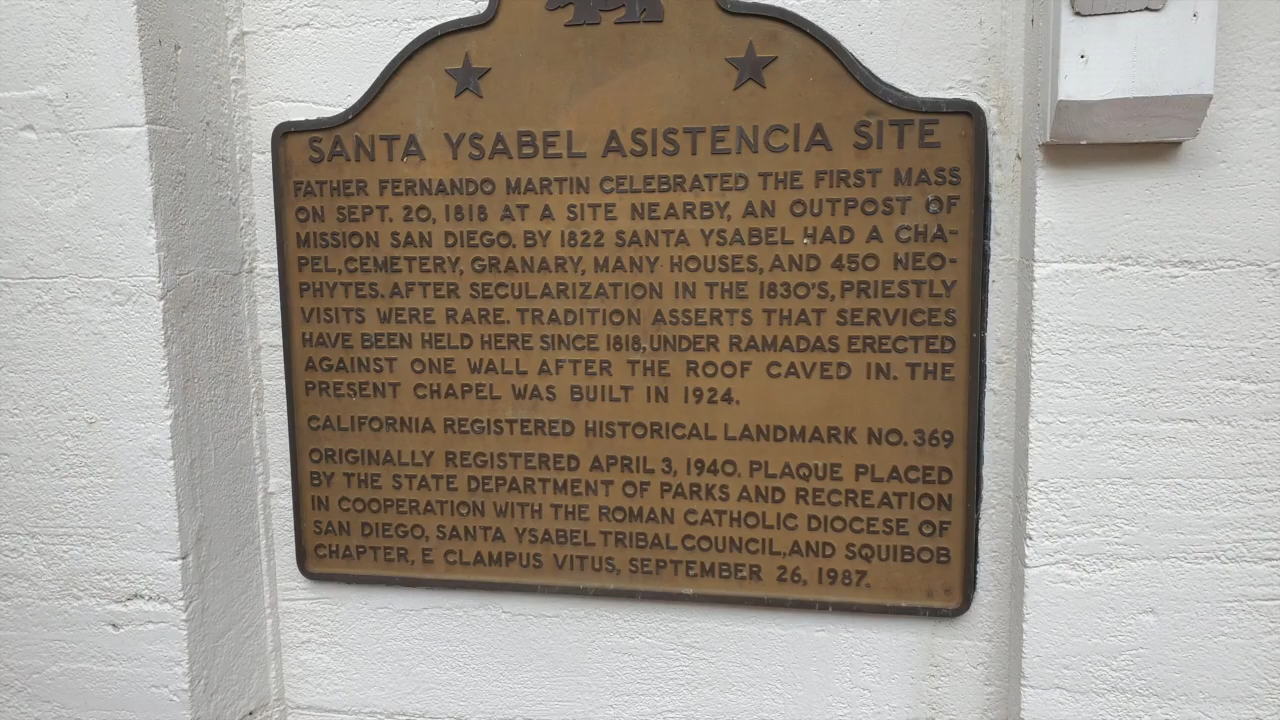 SANTA YSABEL ASISTENCIA SITE
FATHER FERNANDO MARTIN CELEBRATED THE FIRST MASS
ON SEPT. 20, 1818 AT A SITE NEARBY, AN OUTPOST OF
MISSION SAN DIEGO. BY 1822 SANTA YSABEL HAD A CHA-
PEL, CEMETERY, GRANARY, MANY HOUSES, AND 450 NEO-
PHYTES. AFTER SECULARIZATION IN THE 1830'S, PRIESTLY
VISITS WERE RARE. TRADITION ASSERTS THAT SERVICES
HAVE BEEN HELD HERE SINCE 1818, UNDER RAMADAS ERECTED
AGAINST ONE WALL AFTER THE ROOF CAVED IN. THE
PRESENT CHAPEL WAS BUILT IN 1924.
CALIFORNIA REGISTERED HISTORICAL LANDMARK NO. 369
ORIGINALLY REGISTERED APRIL 3, 1940. PLAQUE PLACED
BY THE STATE DEPARTMENT OF PARKS AND RECREATION
IN COOPERATION WITH THE ROMAN CATHOLIC DIOCESE OF
SAN DIEGO, SANTA YSABEL TRIBAL COUNCIL, AND SQUIBOB
CHAPTER, E CLAMPUS VITUS, SEPTEMBER 26, 1987.